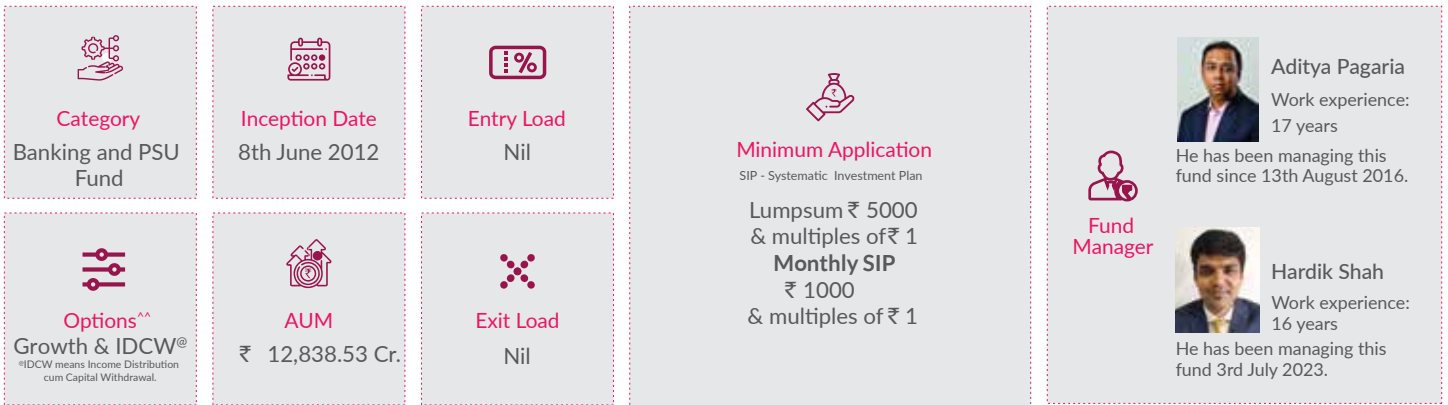 Category
Banking and PSU
Fund
Inception Date
8th June 2012
Entry Load
Nil
Options^^
Growth & IDCW@
@IDCW means Income Distribution
cum Capital Withdrawal.
AUM
₹ 12,838.53 Cr.
Exit Load
Nil
Minimum Application
SIP - Systematic Investment Plan
Lumpsum ₹ 5000
& multiples of ₹ 1
Monthly SIP
₹ 1000
& multiples of ₹ 1
Fund
Manager
Aditya Pagaria
Work experience:
17 years
He has been managing this
fund since 13th August 2016.
Hardik Shah
Work experience:
16 years
He has been managing this
fund 3rd July 2023.